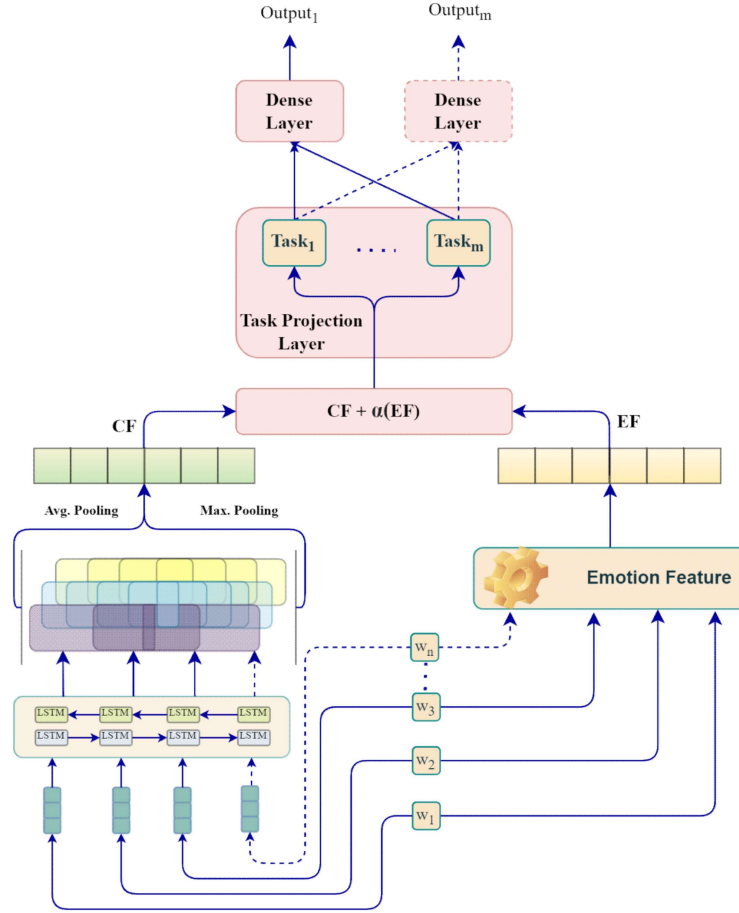 Output1
Outputm
Dense
Layer
Dense
Layer
Task1
. . . .
Taskm
Task Projection
Layer
CF + α(EF)
CF
EF
Avg. Pooling
Max. Pooling
Emotion Feature
wn
w3
w2
w1
LSTM LSTM LSTM LSTM
LSTM LSTM LSTM LSTM